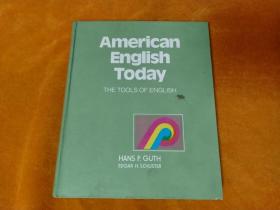 American
English
Today
THE TOOLS OF ENGLISH
HANS P. GUTH
EDGAR H. SCHUSTER